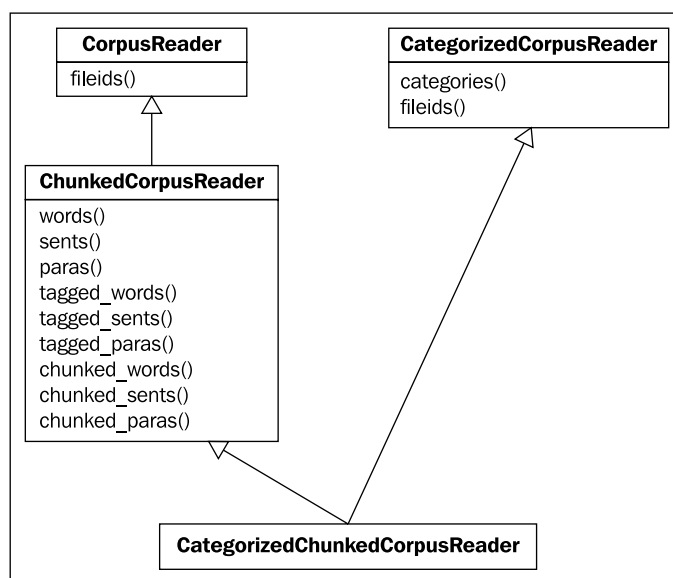 CorpusReader
fileids()
CategorizedCorpusReader
categories()
fileids()
ChunkedCorpusReader
words()
sents()
paras()
tagged_words()
tagged_sents()
tagged_paras()
chunked_words()
chunked_sents()
chunked_paras()
CategorizedChunkedCorpusReader